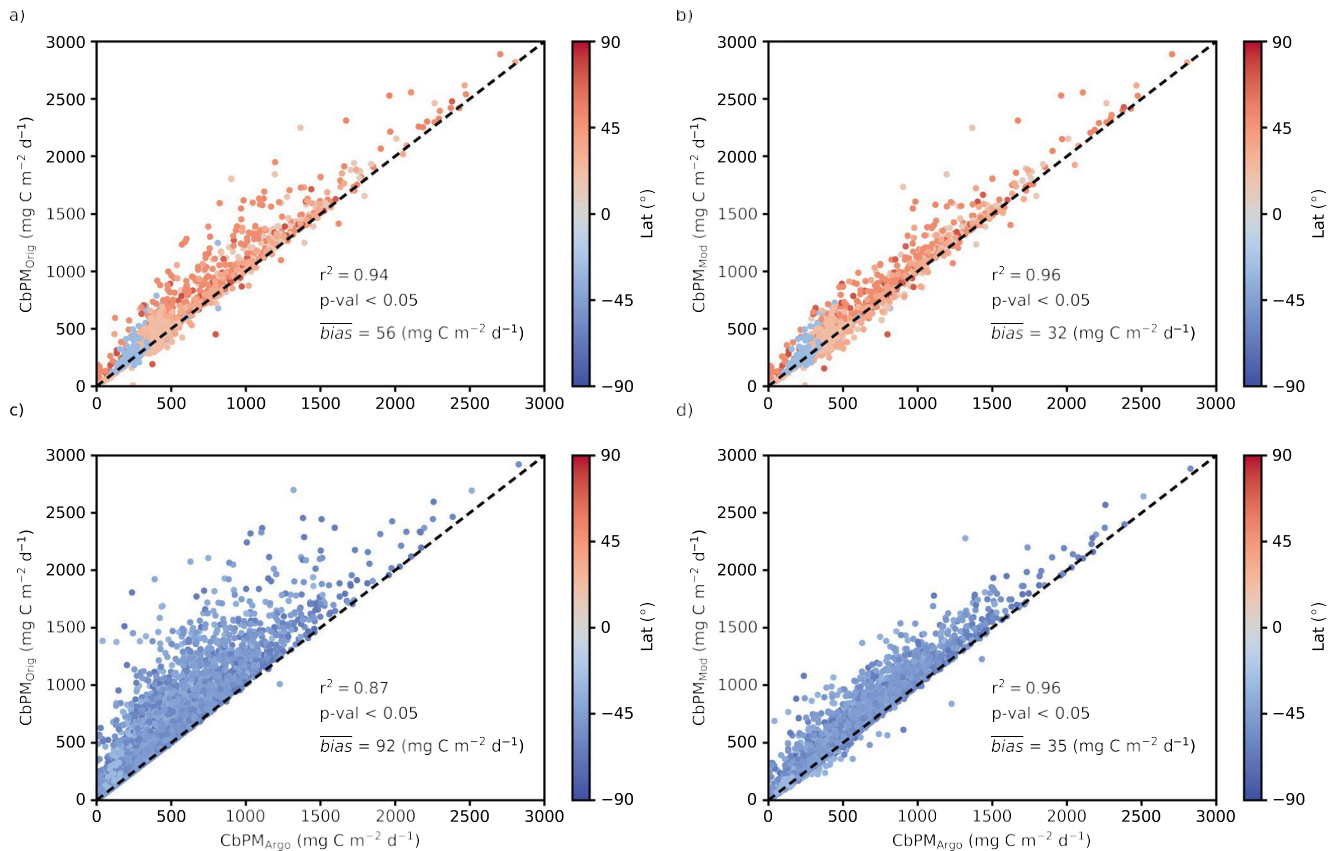 a)
3000
2500
2000
1500
1000
500
0
CbPM_Orig (mg C m⁻² d⁻¹)
r² = 0.94
p-val < 0.05
bias = 56 (mg C m⁻² d⁻¹)
0 500 1000 1500 2000 2500 3000
90
45
0
−45
−90
Lat (°)
b)
3000
2500
2000
1500
1000
500
0
CbPM_Mod (mg C m⁻² d⁻¹)
r² = 0.96
p-val < 0.05
bias = 32 (mg C m⁻² d⁻¹)
0 500 1000 1500 2000 2500 3000
90
45
0
−45
−90
Lat (°)
c)
3000
2500
2000
1500
1000
500
0
CbPM_Orig (mg C m⁻² d⁻¹)
r² = 0.87
p-val < 0.05
bias = 92 (mg C m⁻² d⁻¹)
0 500 1000 1500 2000 2500 3000
CbPM_Argo (mg C m⁻² d⁻¹)
90
45
0
−45
−90
Lat (°)
d)
3000
2500
2000
1500
1000
500
0
CbPM_Mod (mg C m⁻² d⁻¹)
r² = 0.96
p-val < 0.05
bias = 35 (mg C m⁻² d⁻¹)
0 500 1000 1500 2000 2500 3000
CbPM_Argo (mg C m⁻² d⁻¹)
90
45
0
−45
−90
Lat (°)